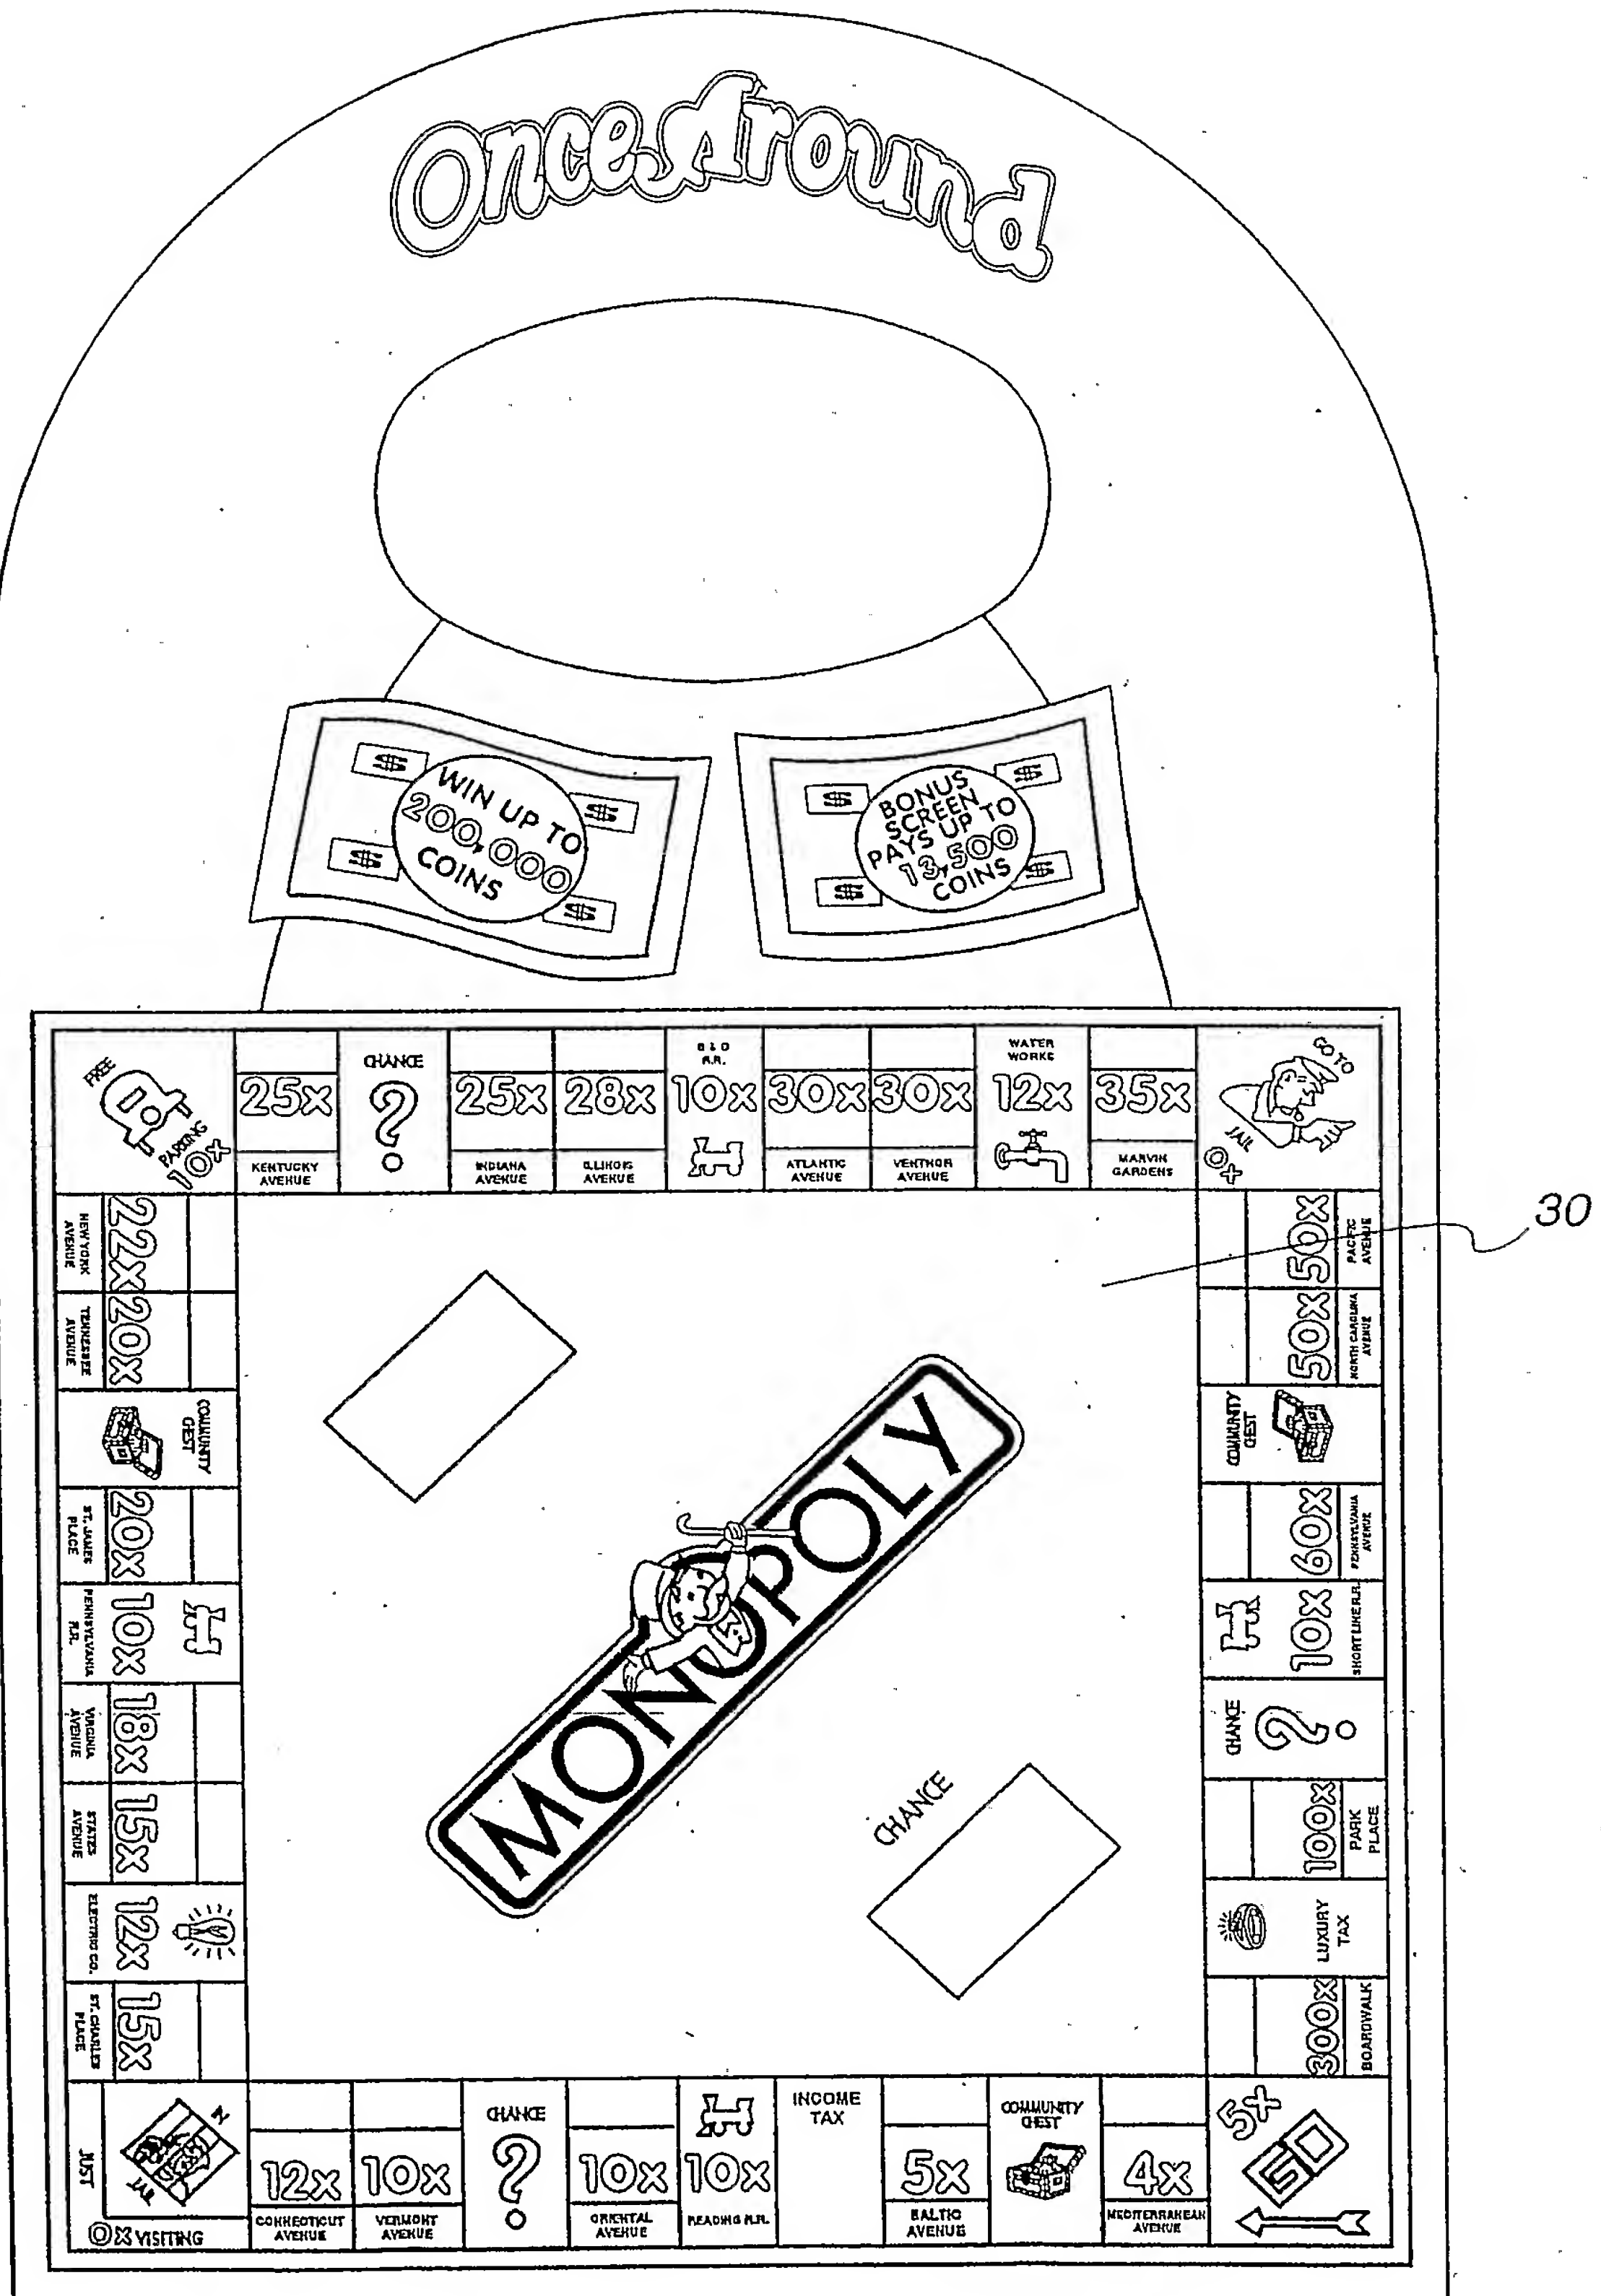 Once Around
WIN UP TO
200,000
COINS
BONUS
SCREEN
PAYS UP TO
13,500
COINS
FREE
PARKING
10x
25x
KENTUCKY
AVENUE
CHANCE
?
25x
INDIANA
AVENUE
28x
ILLINOIS
AVENUE
B & O
R.R.
10x
30x
ATLANTIC
AVENUE
30x
VENTNOR
AVENUE
WATER
WORKS
12x
35x
MARVIN
GARDENS
GO TO
JAIL
0x
NEW YORK
AVENUE
22x
TENNESSEE
AVENUE
20x
COMMUNITY
CHEST
ST. JAMES
PLACE
20x
PENNSYLVANIA
R.R.
10x
VIRGINIA
AVENUE
18x
STATES
AVENUE
15x
ELECTRIC CO.
12x
ST. CHARLES
PLACE
15x
30
50x
PACIFIC
AVENUE
50x
NORTH CAROLINA
AVENUE
COMMUNITY
CHEST
60x
PENNSYLVANIA
AVENUE
10x
SHORT LINE R.R.
CHANCE
?
100x
PARK
PLACE
LUXURY
TAX
300x
BOARDWALK
MONOPOLY
CHANCE
JUST
IN
JAIL
0x VISITING
12x
CONNECTICUT
AVENUE
10x
VERMONT
AVENUE
CHANCE
?
10x
ORIENTAL
AVENUE
10x
READING R.R.
INCOME
TAX
5x
BALTIC
AVENUE
COMMUNITY
CHEST
4x
MEDITERRANEAN
AVENUE
5x
GO